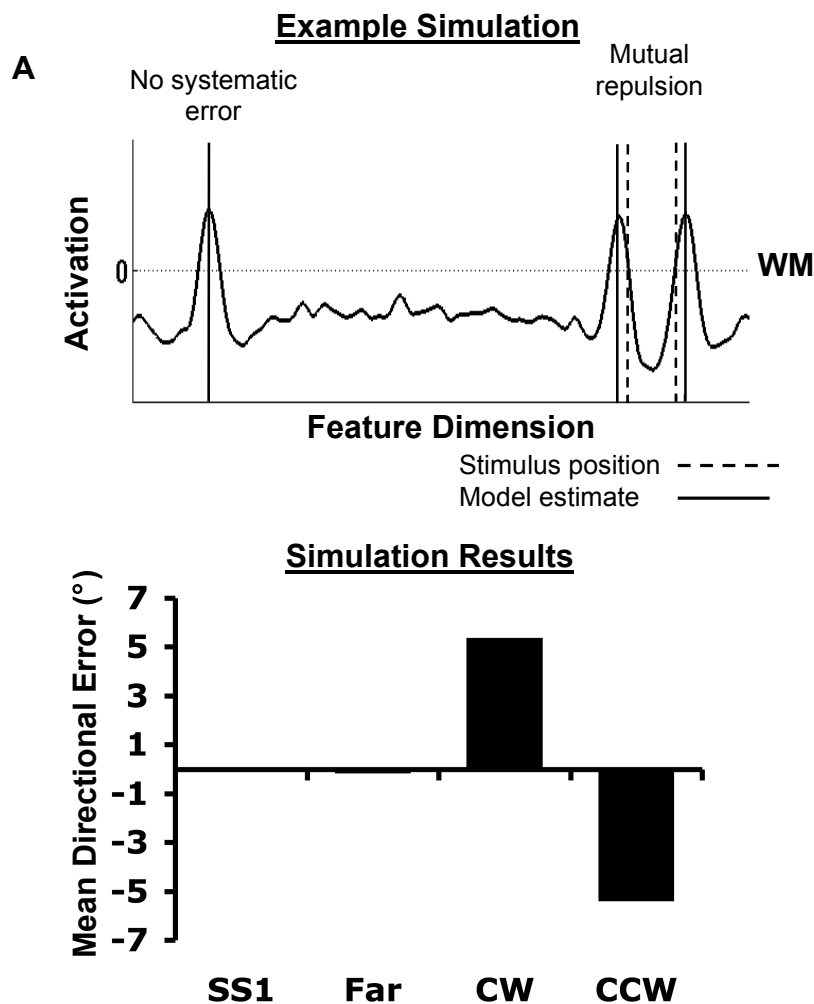 Example Simulation
A
No systematic
error
Mutual
repulsion
Activation
0
WM
Feature Dimension
Stimulus position
Model estimate
Simulation Results
Mean Directional Error (°)
7
5
3
1
-1
-3
-5
-7
SS1 Far CW CCW